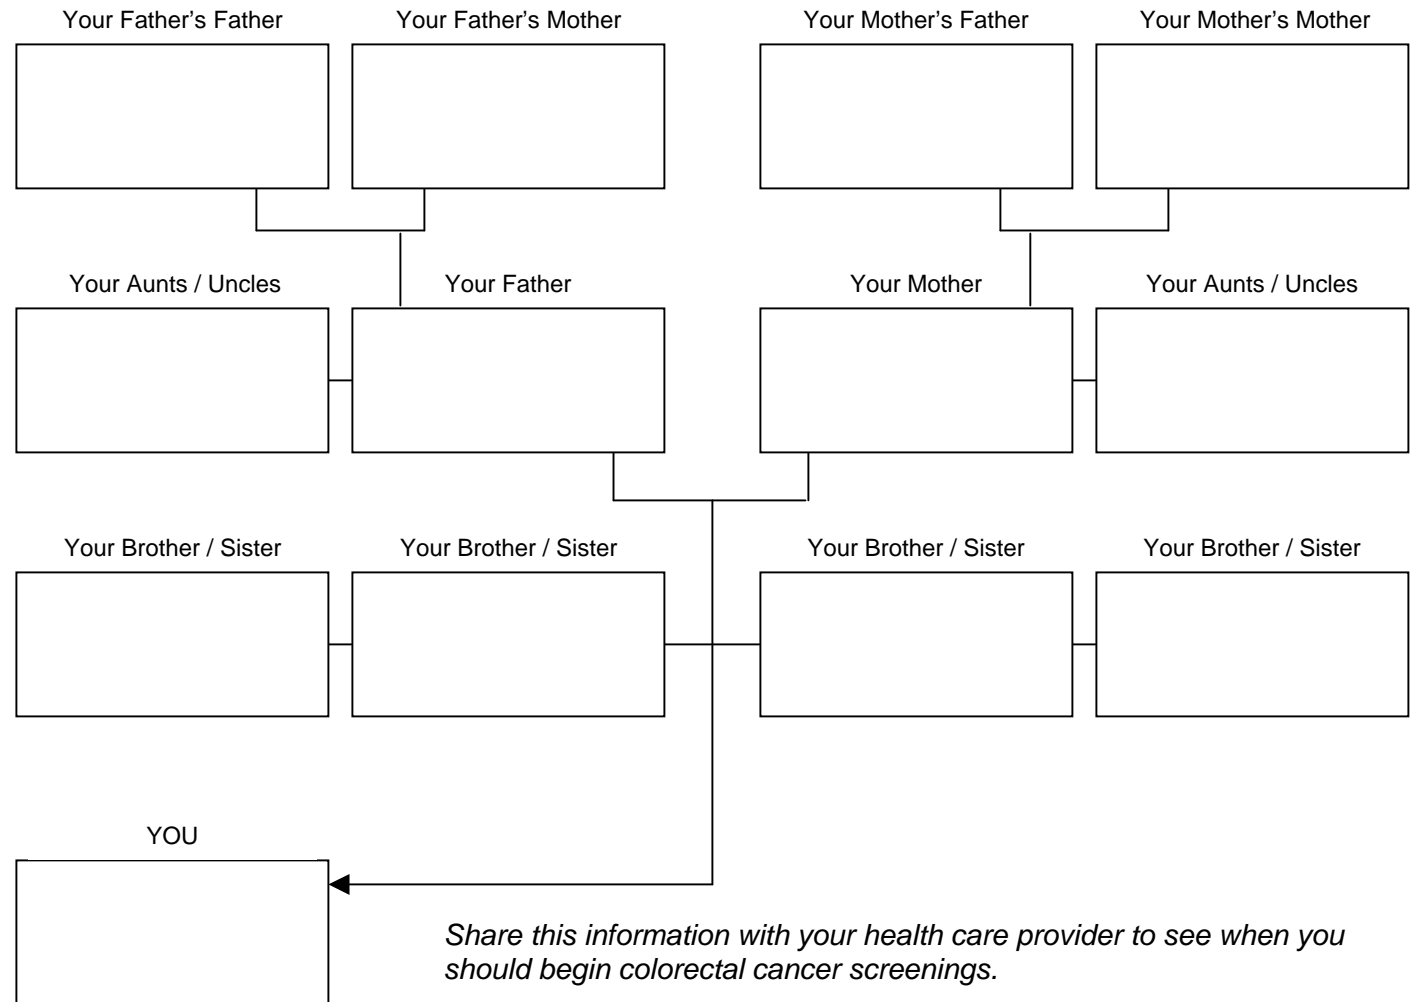 Your Father’s Father
Your Father’s Mother
Your Mother’s Father
Your Mother’s Mother
Your Aunts / Uncles
Your Father
Your Mother
Your Aunts / Uncles
Your Brother / Sister
Your Brother / Sister
Your Brother / Sister
Your Brother / Sister
YOU
Share this information with your health care provider to see when you
should begin colorectal cancer screenings.